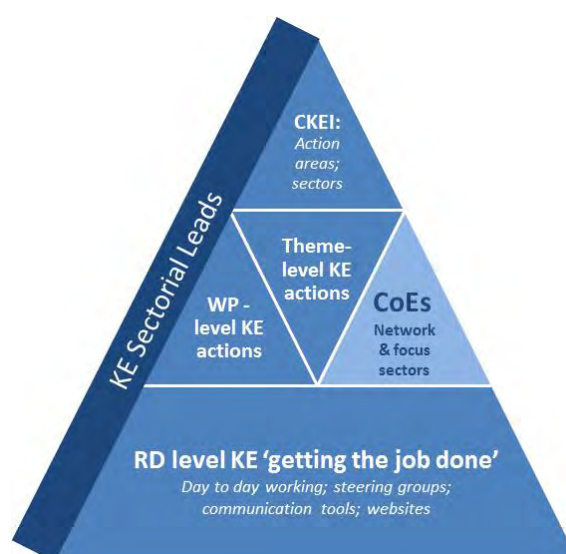 KE Sectorial Leads
CKEI:
Action
areas;
sectors
Theme-
level KE
actions
WP -
level KE
actions
CoEs
Network
& focus
sectors
RD level KE ‘getting the job done’
Day to day working; steering groups;
communication tools; websites